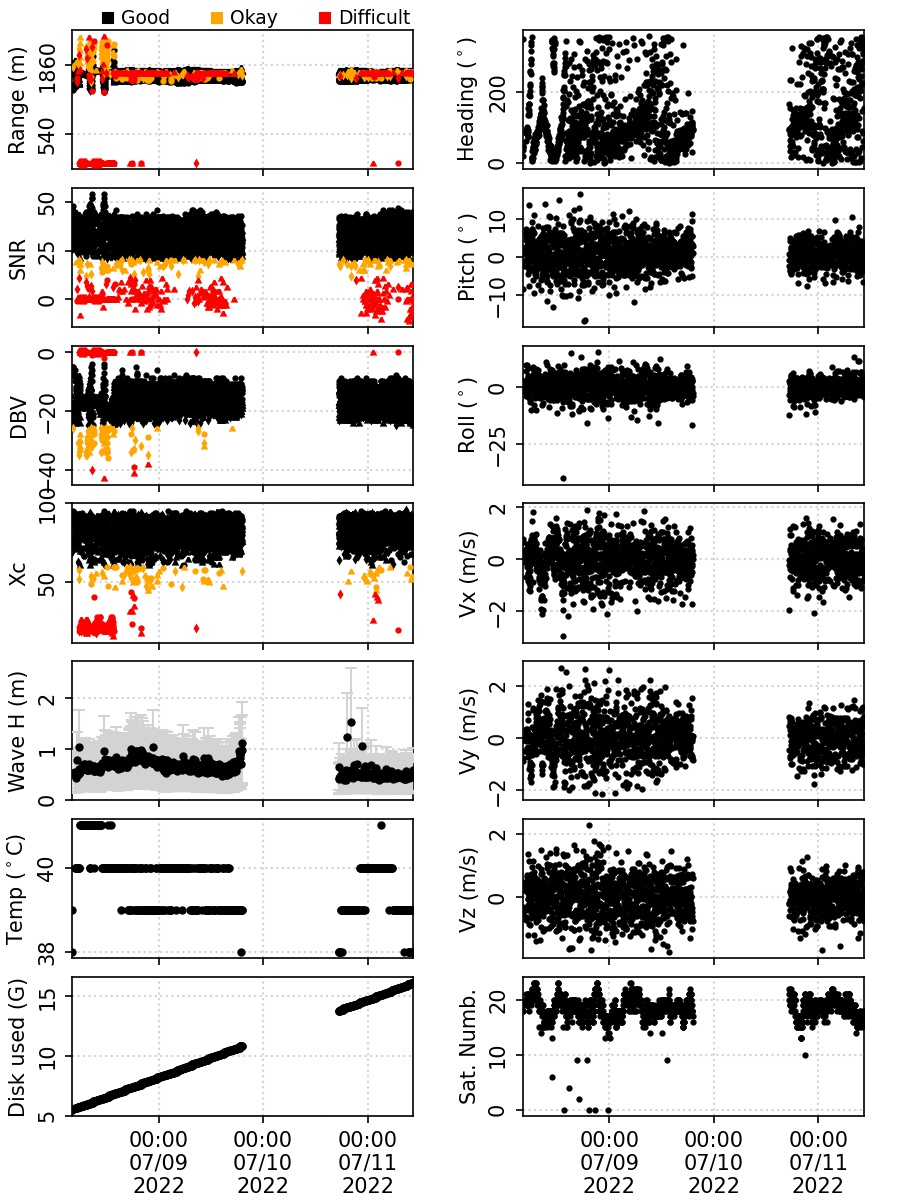 Good Okay Difficult
Range (m)
1860
540
Heading (°)
200
0
SNR
50
25
0
Pitch (°)
10
0
−10
DBV
0
−20
−40
Roll (°)
0
−25
Xc
100
50
Vx (m/s)
2
0
−2
Wave H (m)
2
1
0
Vy (m/s)
2
0
−2
Temp (°C)
40
38
Vz (m/s)
2
0
Disk used (G)
15
10
5
Sat. Numb.
20
10
0
00:00 00:00 00:00
07/09 07/10 07/11
2022 2022 2022
00:00 00:00 00:00
07/09 07/10 07/11
2022 2022 2022